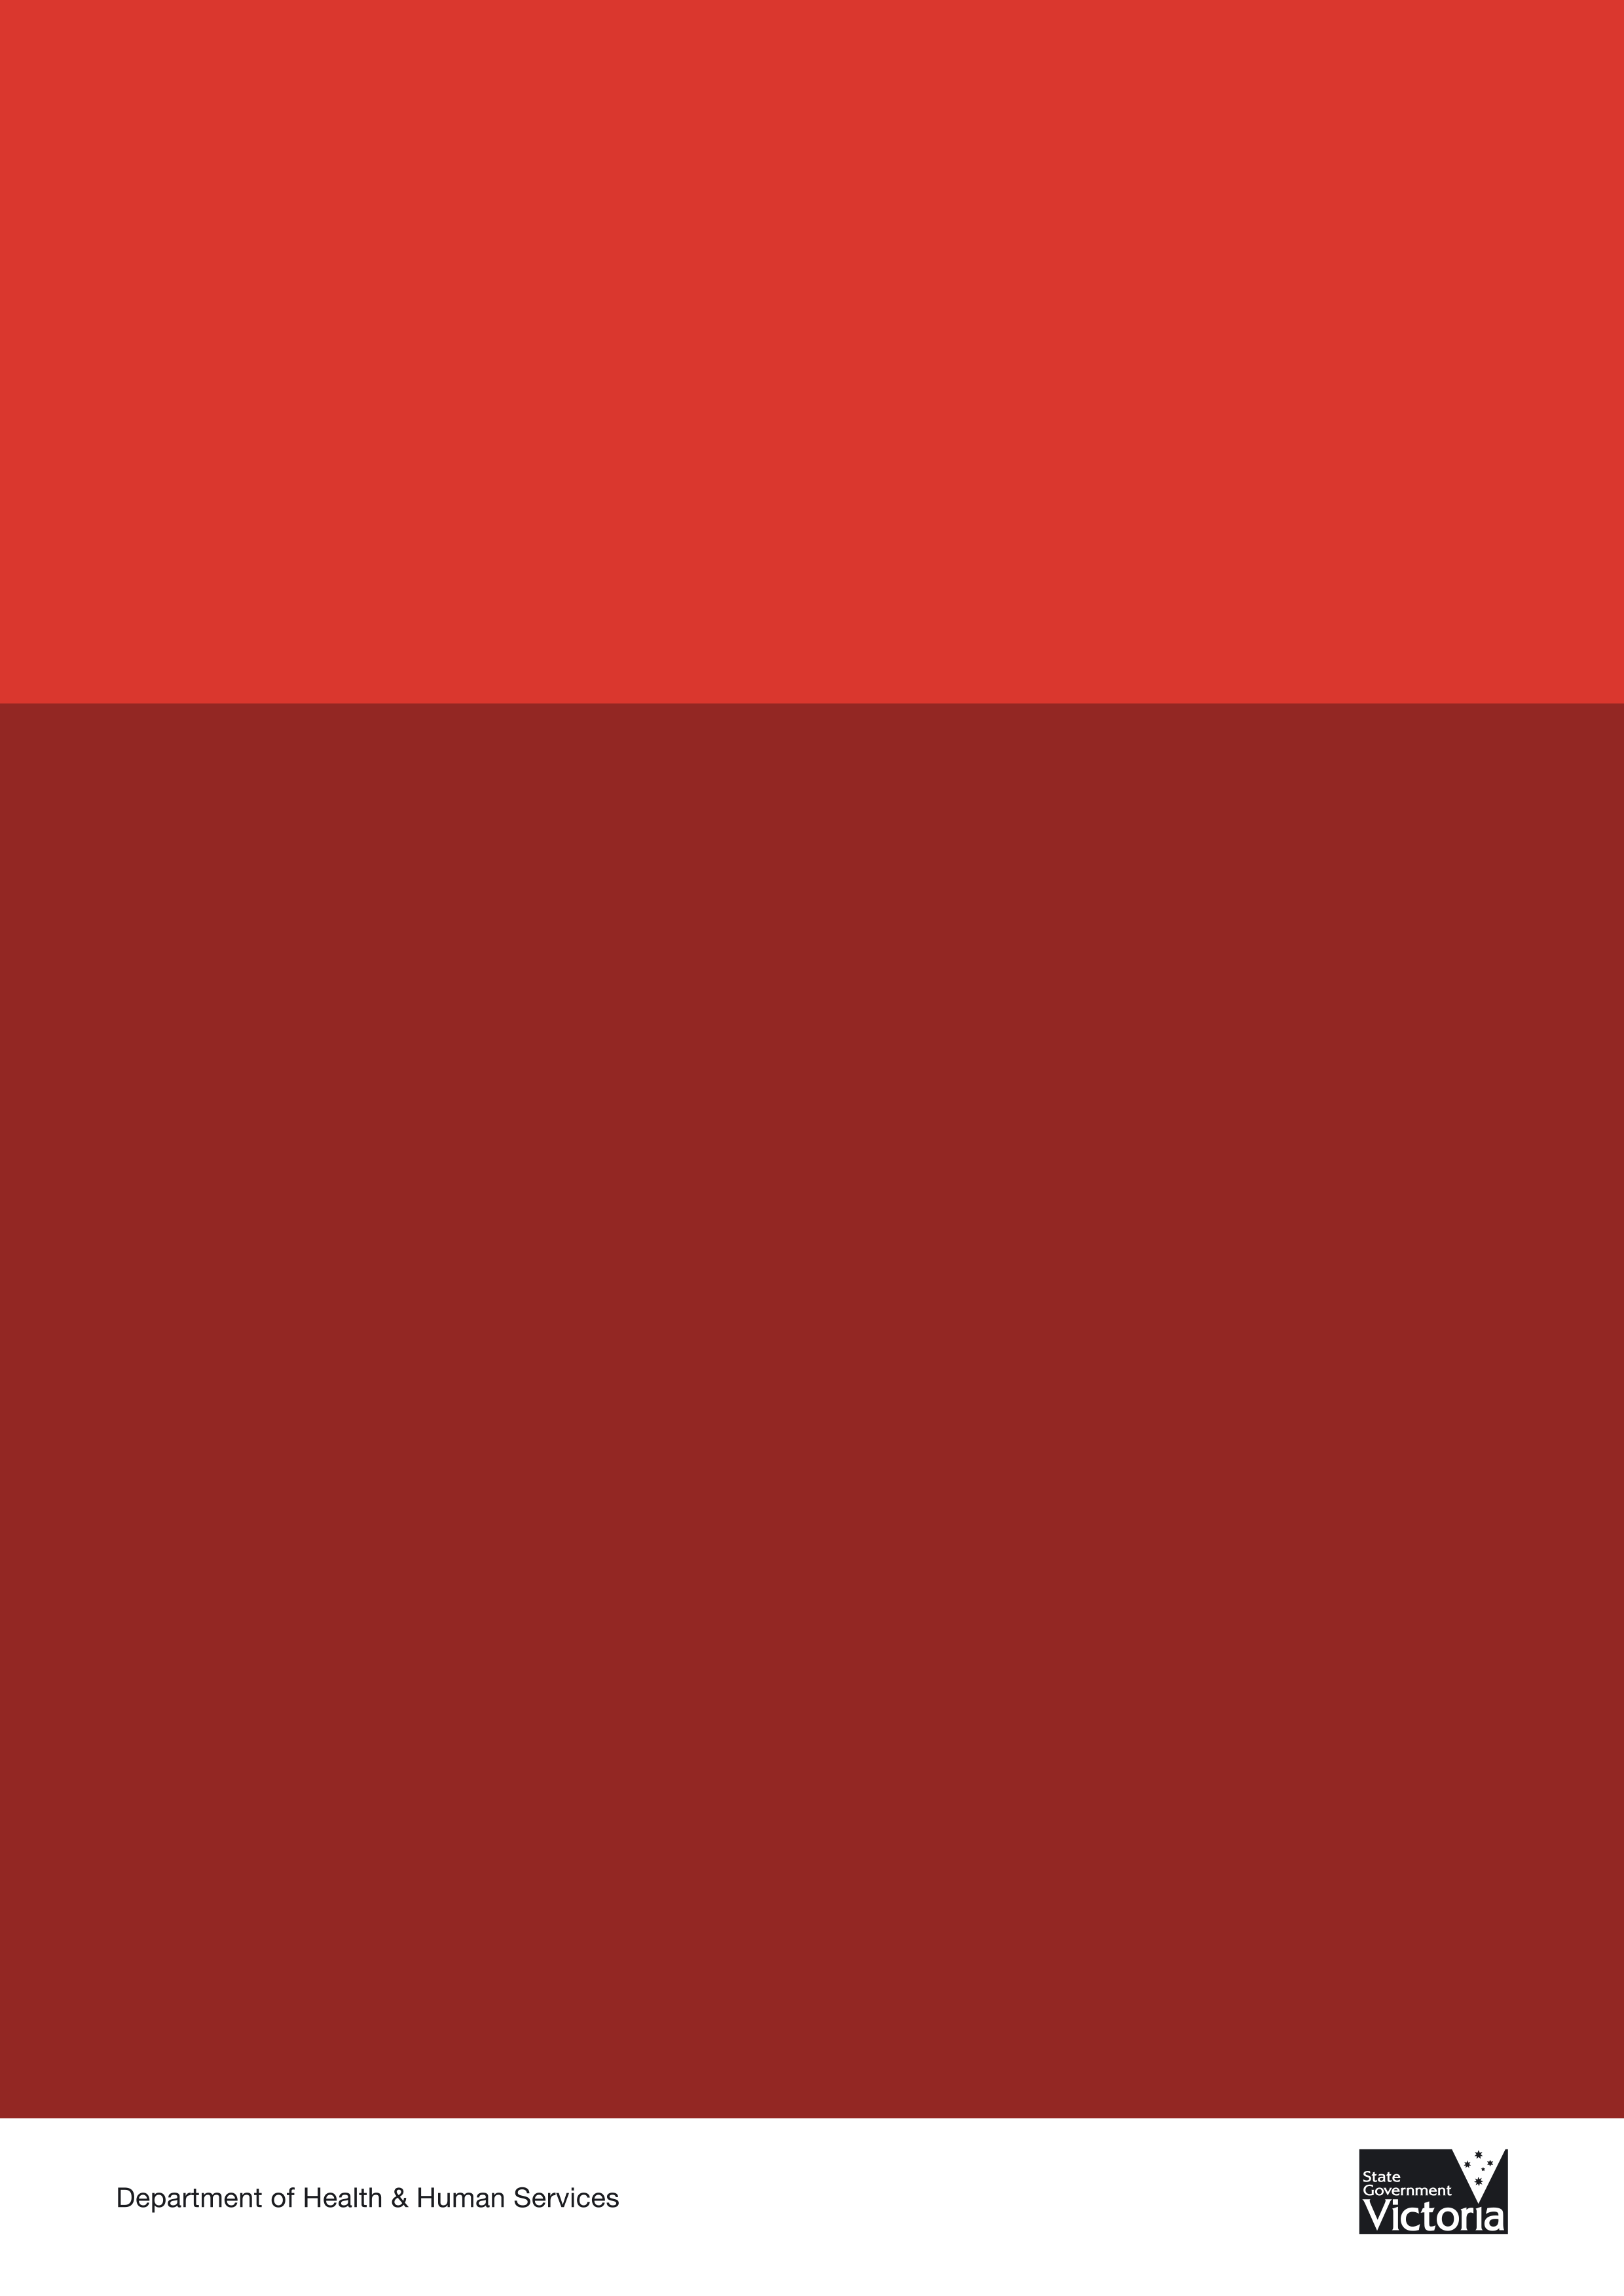 Department of Health & Human Services
State
Government
Victoria